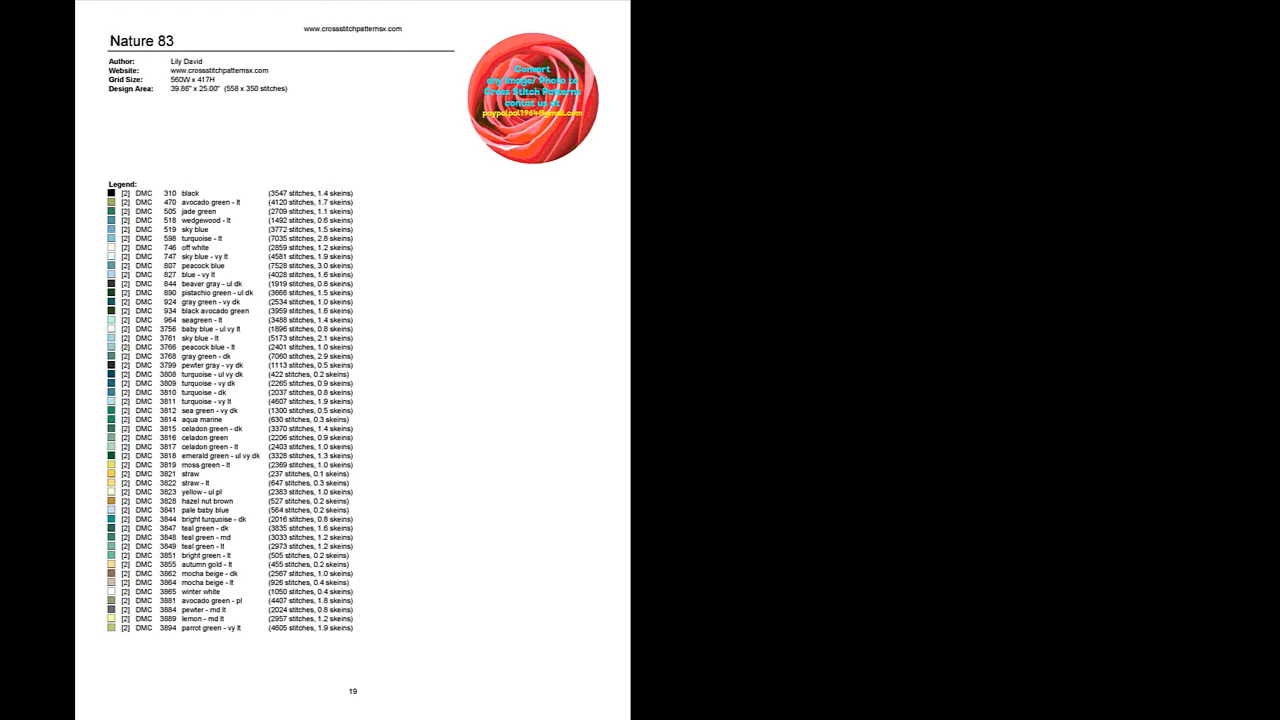 www.crossstitchpatternsx.com
Nature 83
Author: Lily David
Website: www.crossstitchpatternsx.com
Grid Size: 560W x 417H
Design Area: 39.86" x 25.00" (558 x 350 stitches)
Convert
any Image/ Photo to
Cross Stitch Patterns
contat us at
paypalpal1964@gmail.com
Legend:
[2] DMC 310 black (3547 stitches, 1.4 skeins)
[2] DMC 470 avocado green - lt (4120 stitches, 1.7 skeins)
[2] DMC 505 jade green (2709 stitches, 1.1 skeins)
[2] DMC 518 wedgewood - lt (1492 stitches, 0.6 skeins)
[2] DMC 519 sky blue (3772 stitches, 1.5 skeins)
[2] DMC 598 turquoise - lt (7035 stitches, 2.8 skeins)
[2] DMC 746 off white (2859 stitches, 1.2 skeins)
[2] DMC 747 sky blue - vy lt (4581 stitches, 1.9 skeins)
[2] DMC 807 peacock blue (7528 stitches, 3.0 skeins)
[2] DMC 827 blue - vy lt (4028 stitches, 1.6 skeins)
[2] DMC 844 beaver gray - ul dk (1919 stitches, 0.8 skeins)
[2] DMC 890 pistachio green - ul dk (3666 stitches, 1.5 skeins)
[2] DMC 924 gray green - vy dk (2534 stitches, 1.0 skeins)
[2] DMC 934 black avocado green (3959 stitches, 1.6 skeins)
[2] DMC 964 seagreen - lt (3488 stitches, 1.4 skeins)
[2] DMC 3756 baby blue - ul vy lt (1896 stitches, 0.8 skeins)
[2] DMC 3761 sky blue - lt (5173 stitches, 2.1 skeins)
[2] DMC 3766 peacock blue - lt (2401 stitches, 1.0 skeins)
[2] DMC 3768 gray green - dk (7060 stitches, 2.9 skeins)
[2] DMC 3799 pewter gray - vy dk (1113 stitches, 0.5 skeins)
[2] DMC 3808 turquoise - ul vy dk (422 stitches, 0.2 skeins)
[2] DMC 3809 turquoise - vy dk (2265 stitches, 0.9 skeins)
[2] DMC 3810 turquoise - dk (2037 stitches, 0.8 skeins)
[2] DMC 3811 turquoise - vy lt (4607 stitches, 1.9 skeins)
[2] DMC 3812 sea green - vy dk (1300 stitches, 0.5 skeins)
[2] DMC 3814 aqua marine (630 stitches, 0.3 skeins)
[2] DMC 3815 celadon green - dk (3370 stitches, 1.4 skeins)
[2] DMC 3816 celadon green (2206 stitches, 0.9 skeins)
[2] DMC 3817 celadon green - lt (2403 stitches, 1.0 skeins)
[2] DMC 3818 emerald green - ul vy dk (3328 stitches, 1.3 skeins)
[2] DMC 3819 moss green - lt (2369 stitches, 1.0 skeins)
[2] DMC 3821 straw (237 stitches, 0.1 skeins)
[2] DMC 3822 straw - lt (647 stitches, 0.3 skeins)
[2] DMC 3823 yellow - ul pl (2383 stitches, 1.0 skeins)
[2] DMC 3828 hazel nut brown (527 stitches, 0.2 skeins)
[2] DMC 3841 pale baby blue (564 stitches, 0.2 skeins)
[2] DMC 3844 bright turquoise - dk (2016 stitches, 0.8 skeins)
[2] DMC 3847 teal green - dk (3835 stitches, 1.6 skeins)
[2] DMC 3848 teal green - md (3033 stitches, 1.2 skeins)
[2] DMC 3849 teal green - lt (2973 stitches, 1.2 skeins)
[2] DMC 3851 bright green - lt (505 stitches, 0.2 skeins)
[2] DMC 3855 autumn gold - lt (455 stitches, 0.2 skeins)
[2] DMC 3862 mocha beige - dk (2567 stitches, 1.0 skeins)
[2] DMC 3864 mocha beige - lt (926 stitches, 0.4 skeins)
[2] DMC 3865 winter white (1050 stitches, 0.4 skeins)
[2] DMC 3881 avocado green - pl (4407 stitches, 1.8 skeins)
[2] DMC 3884 pewter - md lt (2024 stitches, 0.8 skeins)
[2] DMC 3889 lemon - md lt (2957 stitches, 1.2 skeins)
[2] DMC 3894 parrot green - vy lt (4605 stitches, 1.9 skeins)
19